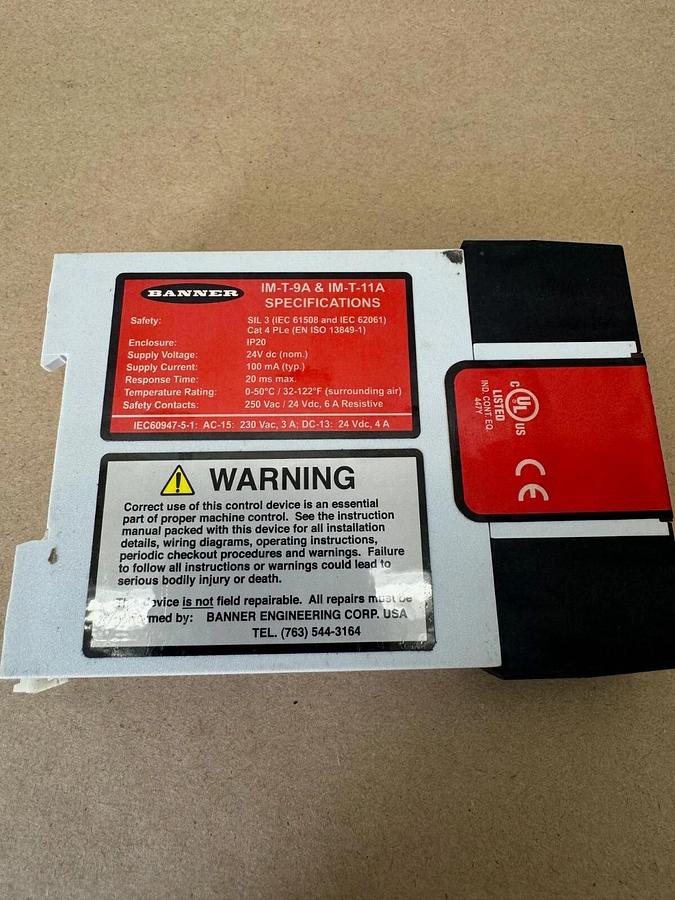 BANNER
IM-T-9A & IM-T-11A
SPECIFICATIONS
Safety: SIL 3 (IEC 61508 and IEC 62061)
Cat 4 PLe (EN ISO 13849-1)
Enclosure: IP20
Supply Voltage: 24V dc (nom.)
Supply Current: 100 mA (typ.)
Response Time: 20 ms max.
Temperature Rating: 0-50°C / 32-122°F (surrounding air)
Safety Contacts: 250 Vac / 24 Vdc, 6 A Resistive
IEC60947-5-1: AC-15: 230 Vac, 3 A; DC-13: 24 Vdc, 4 A
WARNING
Correct use of this control device is an essential
part of proper machine control. See the instruction
manual packed with this device for all installation
details, wiring diagrams, operating instructions,
periodic checkout procedures and warnings. Failure
to follow all instructions or warnings could lead to
serious bodily injury or death.
This device is not field repairable. All repairs must be
by: BANNER ENGINEERING CORP. USA
TEL. (763) 544-3164
C UL US
LISTED
IND. CONT. EQ.
447Y
CE